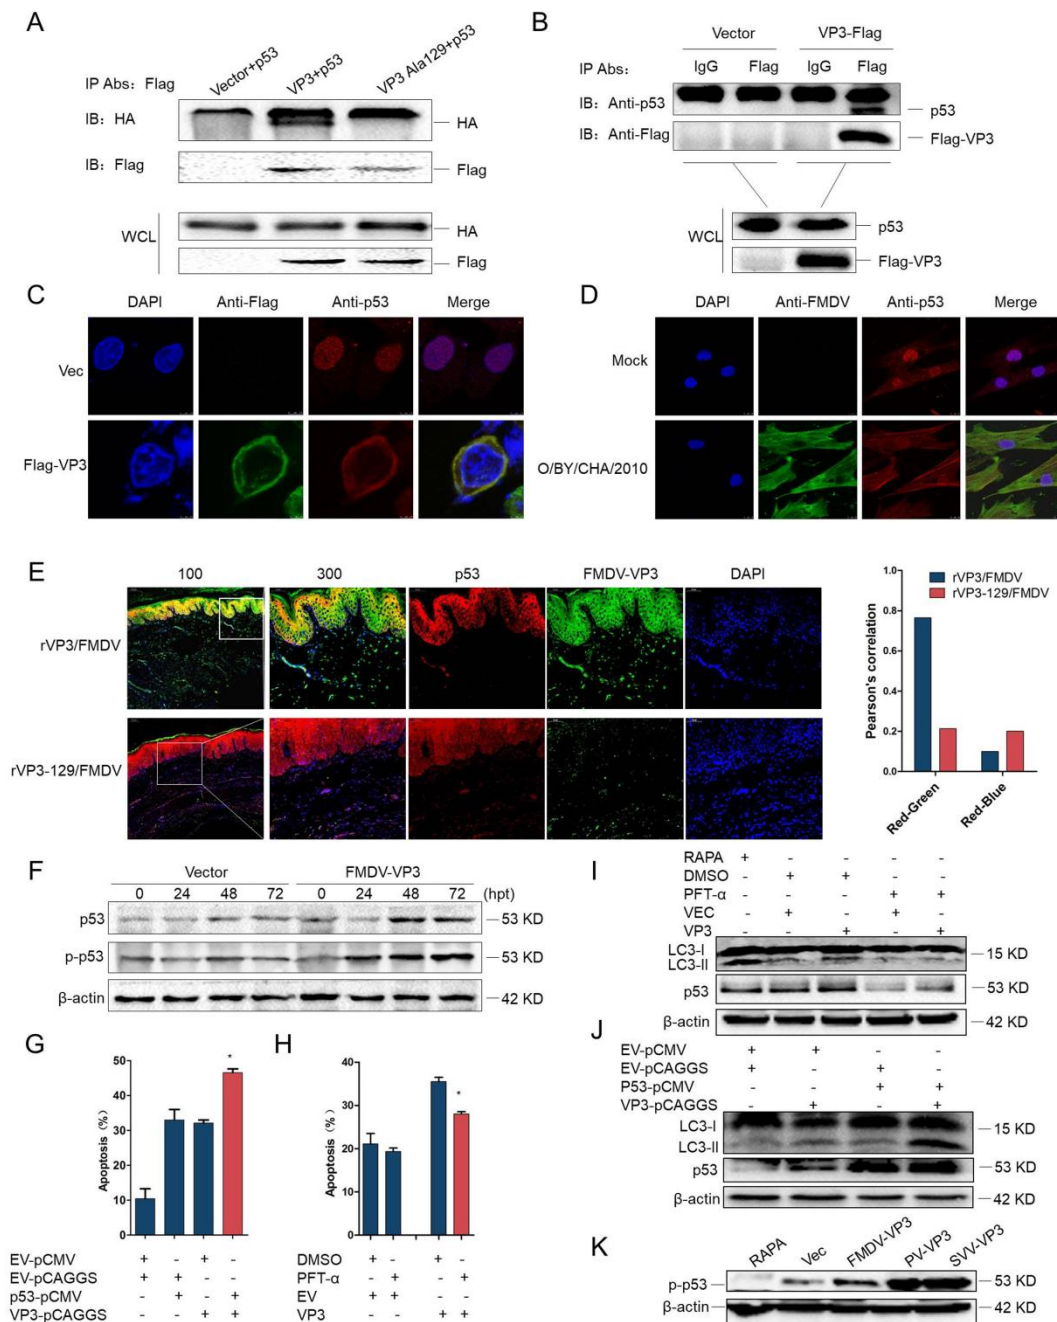 A
IP Abs: Flag
Vector+p53
VP3+p53
VP3 Ala129+p53
IB: HA
HA
IB: Flag
Flag
WCL
HA
Flag
B
Vector
VP3-Flag
IP Abs:
IgG Flag IgG Flag
IB: Anti-p53
p53
IB: Anti-Flag
Flag-VP3
WCL
p53
Flag-VP3
C
DAPI Anti-Flag Anti-p53 Merge
Vec
Flag-VP3
D
DAPI Anti-FMDV Anti-p53 Merge
Mock
O/BY/CHA/2010
E
100 300 p53 FMDV-VP3 DAPI
rVP3/FMDV
rVP3-129/FMDV
rVP3/FMDV
rVP3-129/FMDV
Pearson's correlation
1.0
0.8
0.6
0.4
0.2
0.0
Red-Green
Red-Blue
F
Vector FMDV-VP3
0 24 48 72 0 24 48 72 (hpt)
p53 53 KD
p-p53 53 KD
β-actin 42 KD
G
Apoptosis (%)
50
40
30
20
10
0
*
EV-pCMV + - + -
EV-pCAGGS + + - -
p53-pCMV - + - +
VP3-pCAGGS - - + +
H
Apoptosis (%)
40
30
20
10
0
*
DMSO + - + -
PFT-α - + - +
EV + + - -
VP3 - - + +
I
RAPA + - - - -
DMSO - + + - -
PFT-α - - - + +
VEC - + - + -
VP3 - - + - +
LC3-I 15 KD
LC3-II
p53 53 KD
β-actin 42 KD
J
EV-pCMV + + - -
EV-pCAGGS + - + -
P53-pCMV - - + +
VP3-pCAGGS - + - +
LC3-I 15 KD
LC3-II
p53 53 KD
β-actin 42 KD
K
RAPA
Vec
FMDV-VP3
PV-VP3
SVV-VP3
p-p53 53 KD
β-actin 42 KD